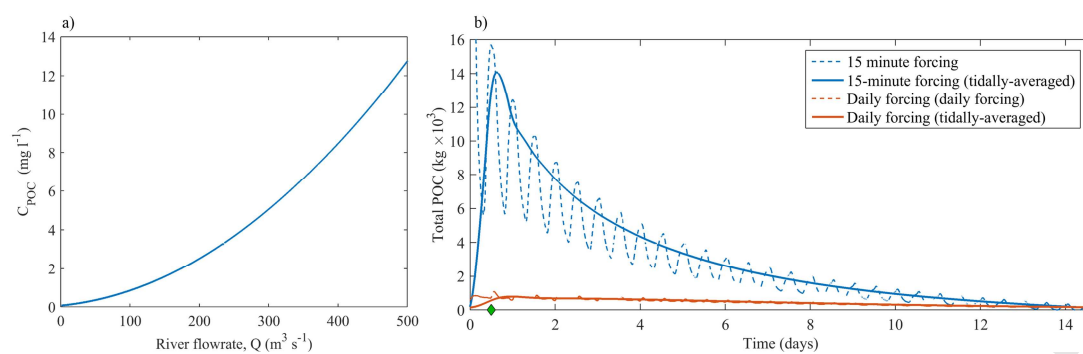 a)
14
12
10
8
6
4
2
0
C_POC (mg l⁻¹)
0 100 200 300 400 500
River flowrate, Q (m³ s⁻¹)
b)
16
14
12
10
8
6
4
2
0
Total POC (kg × 10³)
0 2 4 6 8 10 12 14
Time (days)
15 minute forcing
15-minute forcing (tidally-averaged)
Daily forcing (daily forcing)
Daily forcing (tidally-averaged)